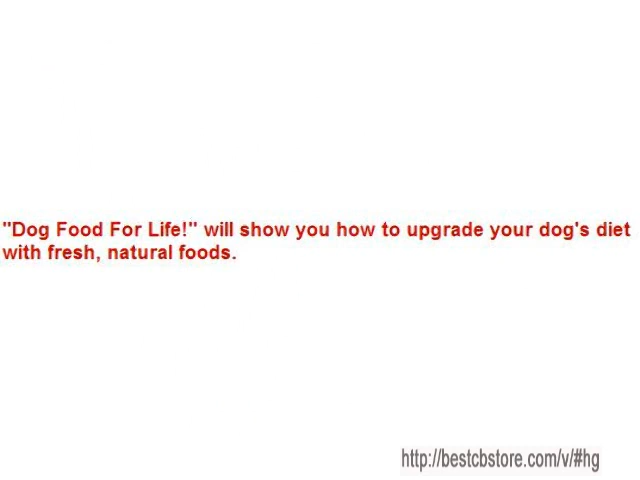 "Dog Food For Life!" will show you how to upgrade your dog's diet
with fresh, natural foods.
http://bestcbstore.com/v/#hg